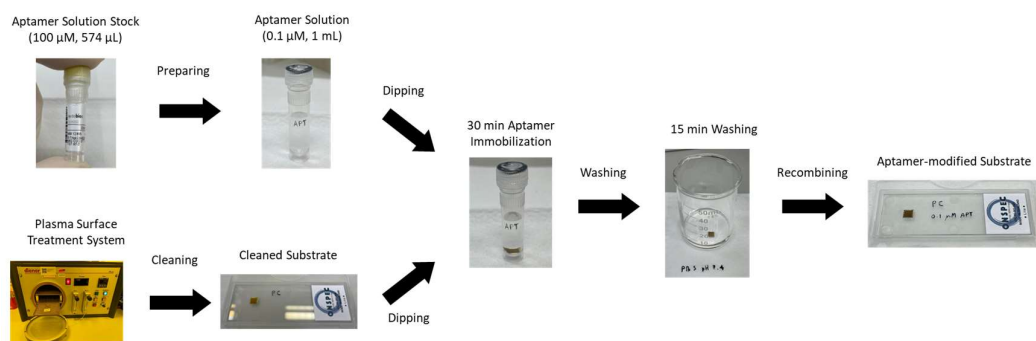 Aptamer Solution Stock
(100 µM, 574 µL)
Aptamer Solution
(0.1 µM, 1 mL)
Preparing
Dipping
APT
30 min Aptamer
Immobilization
15 min Washing
Aptamer-modified Substrate
Washing
Recombining
APT
PC
0.1 µM APT
ONSPEC
PBS pH 7.4
Plasma Surface
Treatment System
Cleaning
Cleaned Substrate
Dipping
PC
ONSPEC